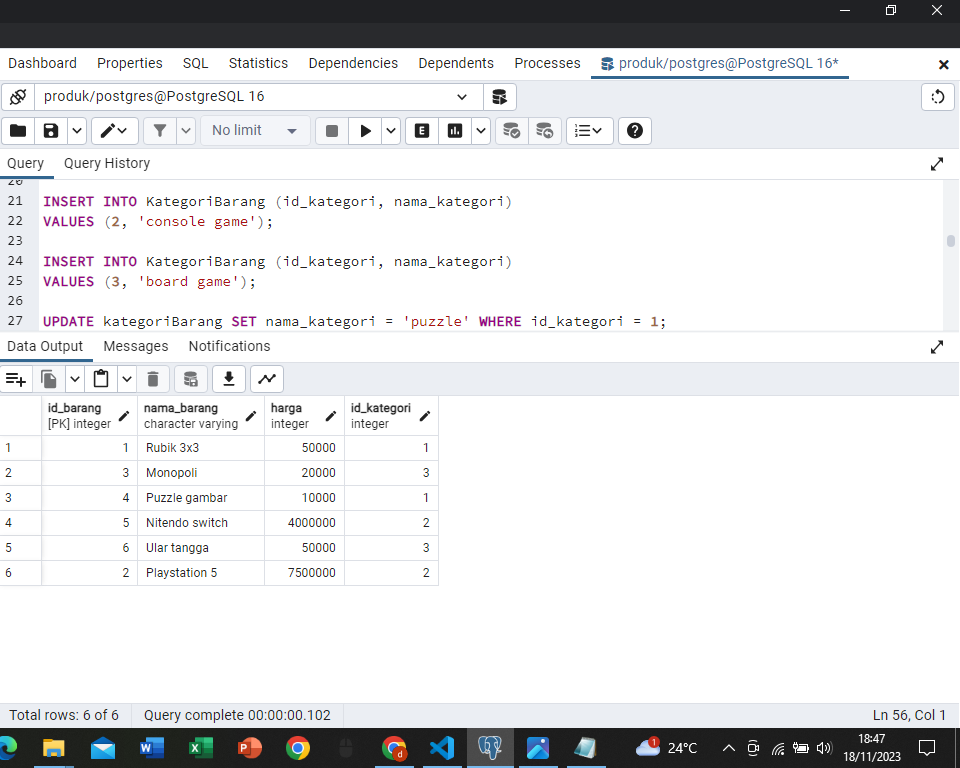 Dashboard Properties SQL Statistics Dependencies Dependents Processes produk/postgres@PostgreSQL 16*
produk/postgres@PostgreSQL 16
No limit
E
Query Query History
20
21 INSERT INTO KategoriBarang (id_kategori, nama_kategori)
22 VALUES (2, 'console game');
23
24 INSERT INTO KategoriBarang (id_kategori, nama_kategori)
25 VALUES (3, 'board game');
26
27 UPDATE kategoriBarang SET nama_kategori = 'puzzle' WHERE id_kategori = 1;
Data Output Messages Notifications
id_barang nama_barang harga id_kategori
[PK] integer character varying integer integer
1 1 Rubik 3x3 50000 1
2 3 Monopoli 20000 3
3 4 Puzzle gambar 10000 1
4 5 Nitendo switch 4000000 2
5 6 Ular tangga 50000 3
6 2 Playstation 5 7500000 2
Total rows: 6 of 6 Query complete 00:00:00.102 Ln 56, Col 1
1 24°C 18:47
18/11/2023